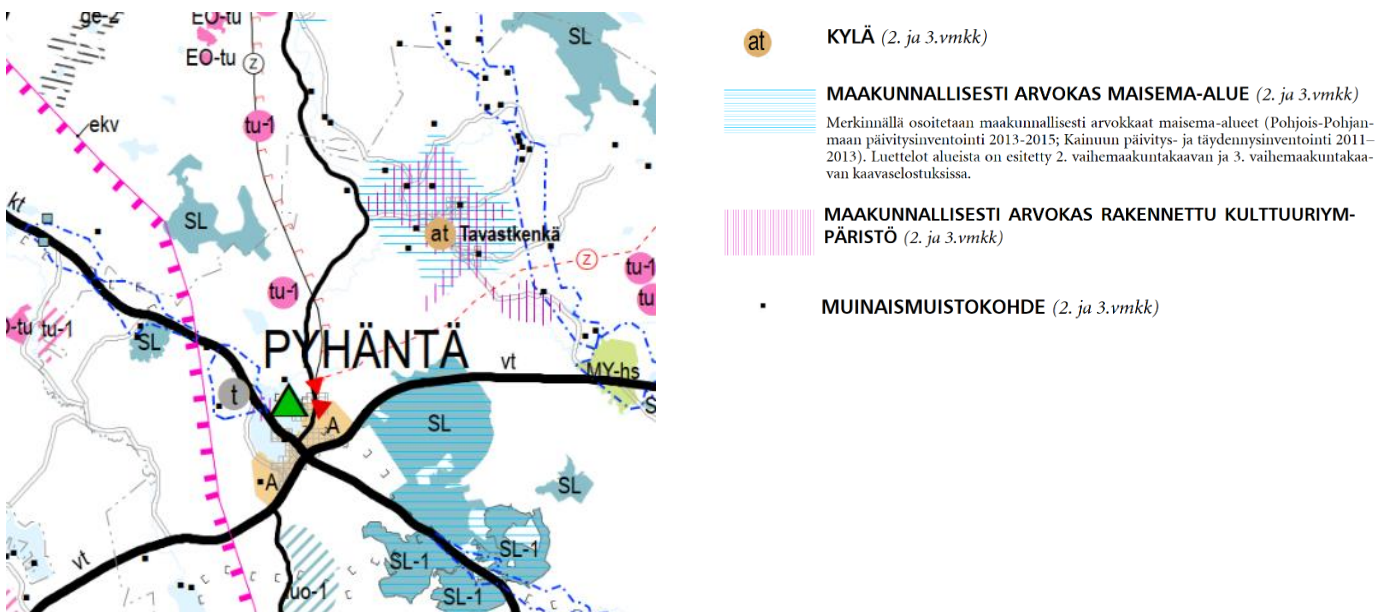 ge-2
EO-tu
EO-tu
z
SL
tu-1
ekv
kt
SL
at Tavastkenkä
z
tu-1
tu
tu-1
tu-1
SL
PYHÄNTÄ
vt
MY-hs
t
A
SL
A
SL
vt
SL-1
SL-1
luo-1
SL-1
at
KYLÄ (2. ja 3.vmkk)
MAAKUNNALLISESTI ARVOKAS MAISEMA-ALUE (2. ja 3.vmkk)
Merkinnällä osoitetaan maakunnallisesti arvokkaat maisema-alueet (Pohjois-Pohjan-
maan päivitysinventointi 2013-2015; Kainuun päivitys- ja täydennysinventointi 2011–
2013). Luettelot alueista on esitetty 2. vaihemaakuntakaavan ja 3. vaihemaakuntakaa-
van kaavaselostuksissa.
MAAKUNNALLISESTI ARVOKAS RAKENNETTU KULTTUURIYM-
PÄRISTÖ (2. ja 3.vmkk)
MUINAISMUISTOKOHDE (2. ja 3.vmkk)